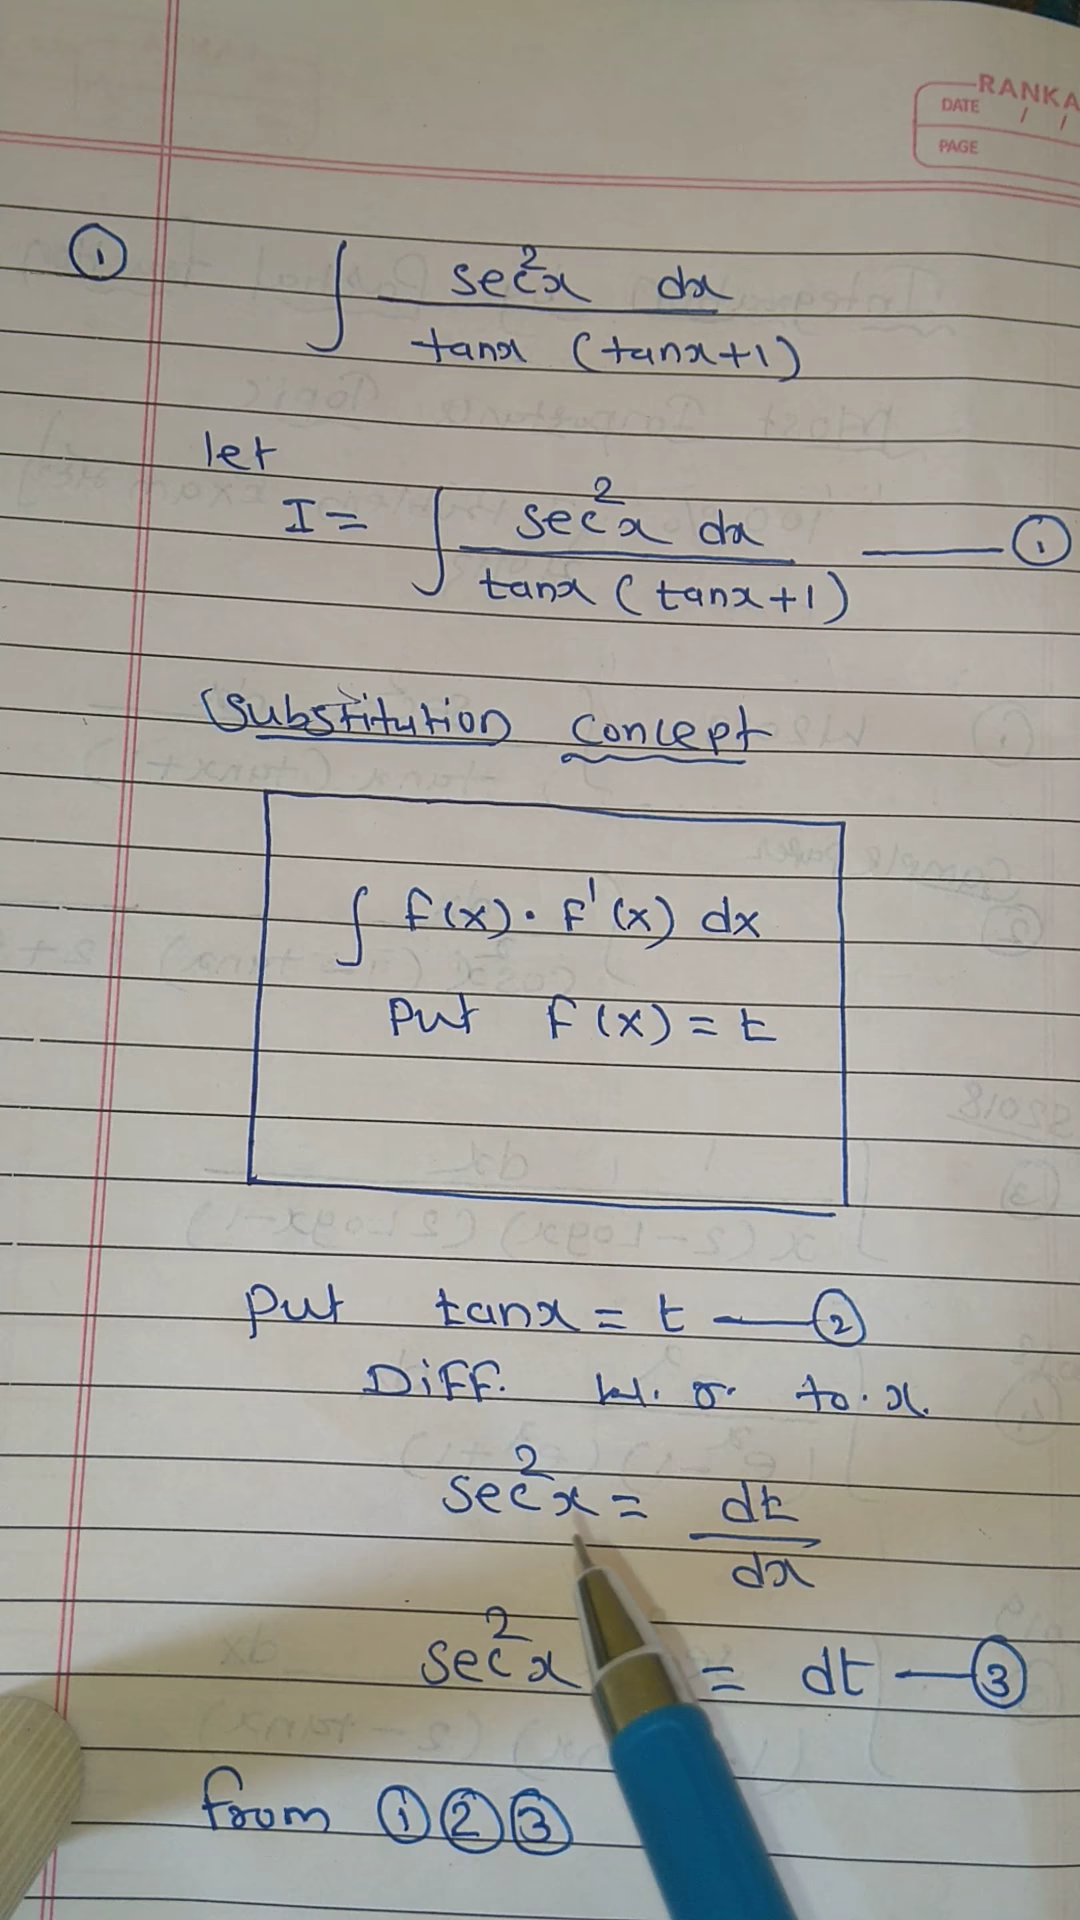 RANKA
DATE / /
PAGE
① ∫ sec²x dx / tanx (tanx+1)
let
I = ∫ sec²x dx / tanx (tanx+1) —— ①
Substitution Concept
∫ f(x) · f'(x) dx
Put f(x) = t
Put tanx = t —— ②
Diff. w. r. to. x.
sec²x = dt / dx
sec²x = dt —— ③
from ① ② ③